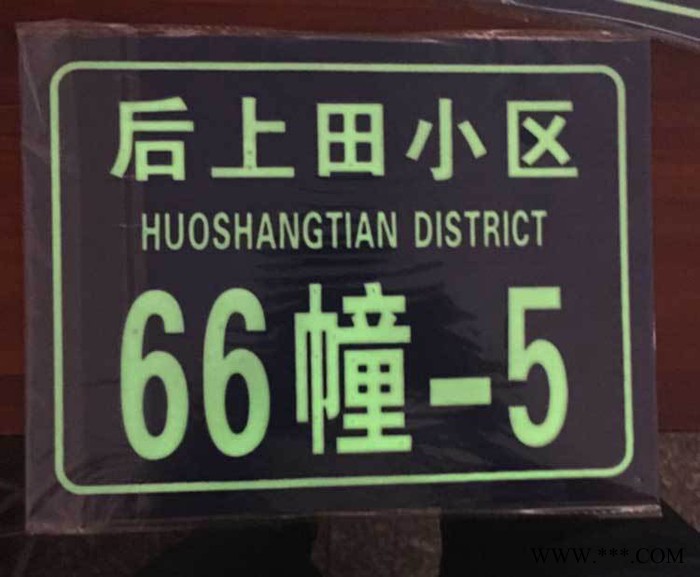 后上田小区
HUOSHANGTIAN DISTRICT
66幢-5
WWW.***.COM